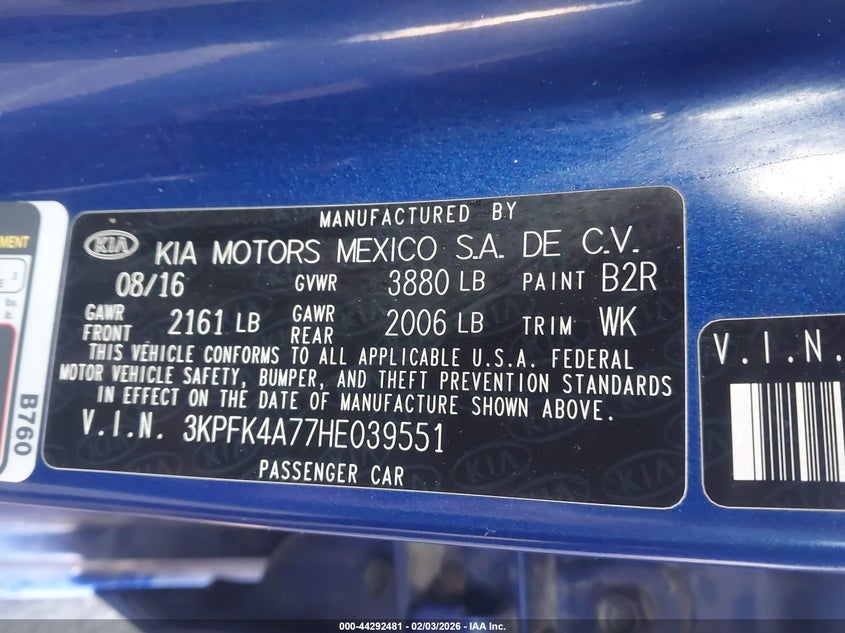 MANUFACTURED BY
KIA KIA MOTORS MEXICO S.A. DE C.V.
08/16 GVWR 3880 LB PAINT B2R
GAWR FRONT 2161 LB GAWR REAR 2006 LB TRIM WK
THIS VEHICLE CONFORMS TO ALL APPLICABLE U.S.A. FEDERAL
MOTOR VEHICLE SAFETY, BUMPER, AND THEFT PREVENTION STANDARDS
IN EFFECT ON THE DATE OF MANUFACTURE SHOWN ABOVE.
V.I.N. 3KPFK4A77HE039551
PASSENGER CAR
V.I.N.
B760
000-44292481 - 02/03/2026 - IAA Inc.